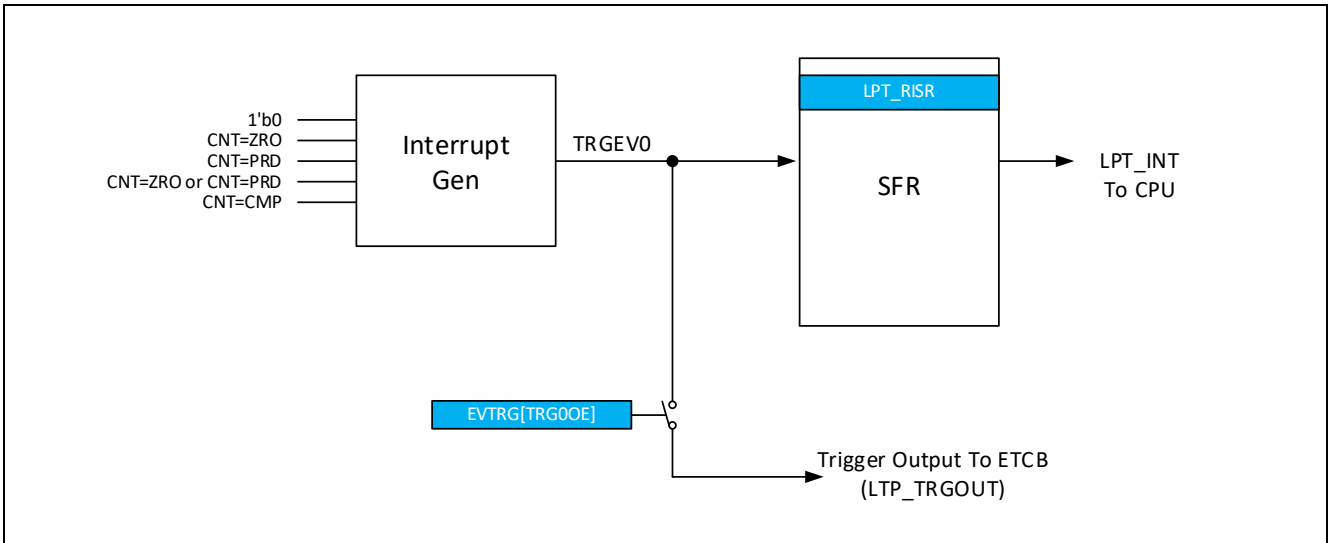 1'b0
CNT=ZRO
CNT=PRD
CNT=ZRO or CNT=PRD
CNT=CMP
Interrupt
Gen
TRGEV0
LPT_RISR
SFR
LPT_INT
To CPU
EVTRG[TRG0OE]
Trigger Output To ETCB
(LTP_TRGOUT)